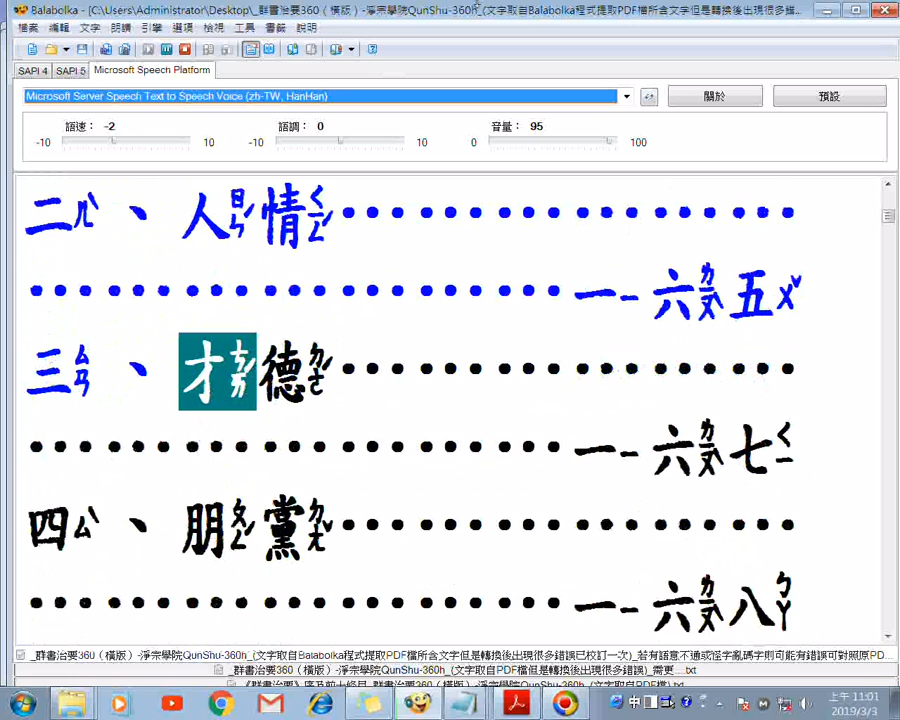 Balabolka - [C:\Users\Administrator\Desktop\_群書治要360（橫版）-淨宗學院QunShu-360h_(文字取自Balabolka程式提取PDF檔所含文字但是轉換後出現很多錯...
檔案 編輯 文字 朗讀 引擎 選項 檢視 工具 書籤 說明
SAPI 4 SAPI 5 Microsoft Speech Platform
Microsoft Server Speech Text to Speech Voice (zh-TW, HanHan) 關於 預設
語速： -2 語調： 0 音量： 95
-10 10 -10 10 0 100
二ㄦˋ、人ㄖㄣˊ情ㄑㄧㄥˊ•••••••••••••••••••
••••••••••••••••••••••一ㄧ六ㄌㄧㄡˋ五ㄨˇ
三ㄙㄢ、才ㄘㄞˊ德ㄉㄜˊ•••••••••••••••••••
••••••••••••••••••••••一ㄧ六ㄌㄧㄡˋ七ㄑㄧ
四ㄙˋ、朋ㄆㄥˊ黨ㄉㄤˇ•••••••••••••••••••
••••••••••••••••••••••一ㄧ六ㄌㄧㄡˋ八ㄅㄚ
_群書治要360（橫版）-淨宗學院QunShu-360h_(文字取自Balabolka程式提取PDF檔所含文字但是轉換後出現很多錯誤已校訂一次)_若有語意不通或怪字亂碼字則可能有錯誤可對照原PD...
_群書治要360（橫版）-淨宗學院QunShu-360h_(文字取自PDF檔但是轉換後出現很多錯誤)_需更....txt
中
上午 11:01
2019/3/3